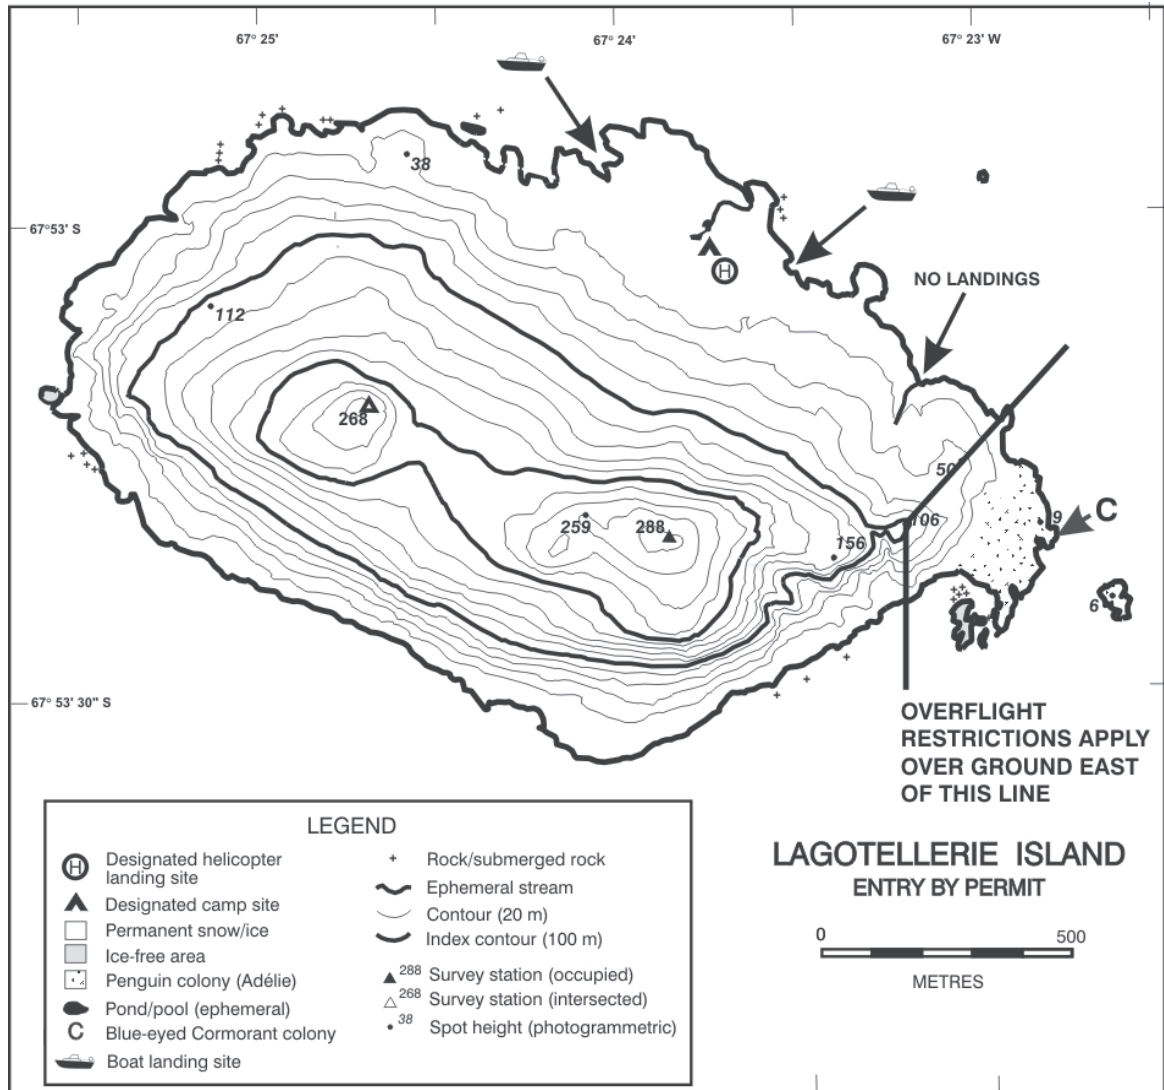 67° 25'
67° 24'
67° 23' W
38
67° 53' S
H
NO LANDINGS
112
268
50
259
288
156
106
9
C
6
67° 53' 30" S
OVERFLIGHT
RESTRICTIONS APPLY
OVER GROUND EAST
OF THIS LINE
LEGEND
H Designated helicopter
landing site
Designated camp site
Permanent snow/ice
Ice-free area
Penguin colony (Adélie)
Pond/pool (ephemeral)
C Blue-eyed Cormorant colony
Boat landing site
Rock/submerged rock
Ephemeral stream
Contour (20 m)
Index contour (100 m)
288 Survey station (occupied)
268 Survey station (intersected)
38 Spot height (photogrammetric)
LAGOTELLERIE ISLAND
ENTRY BY PERMIT
0 500
METRES